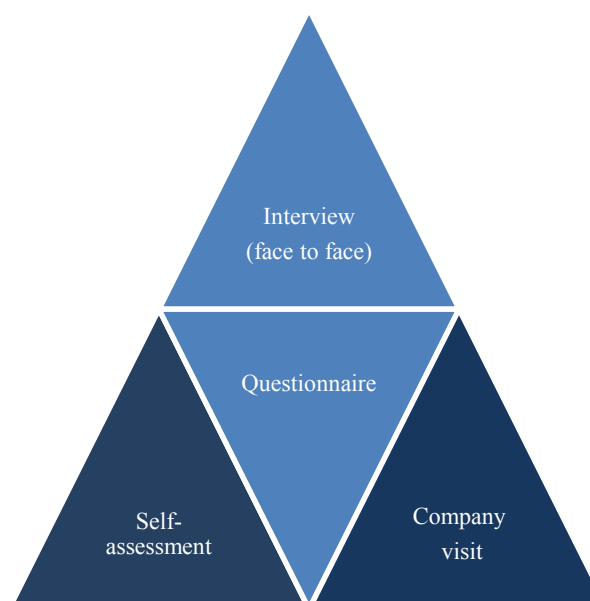 Interview
(face to face)
Questionnaire
Self-
assessment
Company
visit